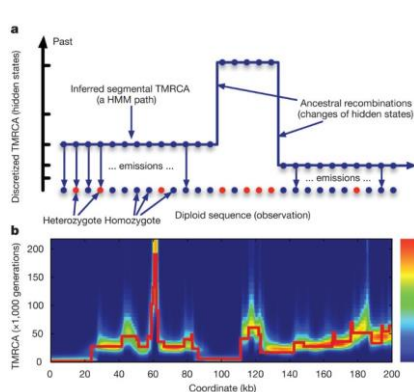 a
Past
Discretized TMRCA (hidden states)
Inferred segmental TMRCA
(a HMM path)
Ancestral recombinations
(changes of hidden states)
... emissions ...
... emissions ...
Heterozygote
Homozygote
Diploid sequence (observation)
b
TMRCA (×1,000 generations)
200
150
100
50
0
0 20 40 60 80 100 120 140 160 180 200
Coordinate (kb)